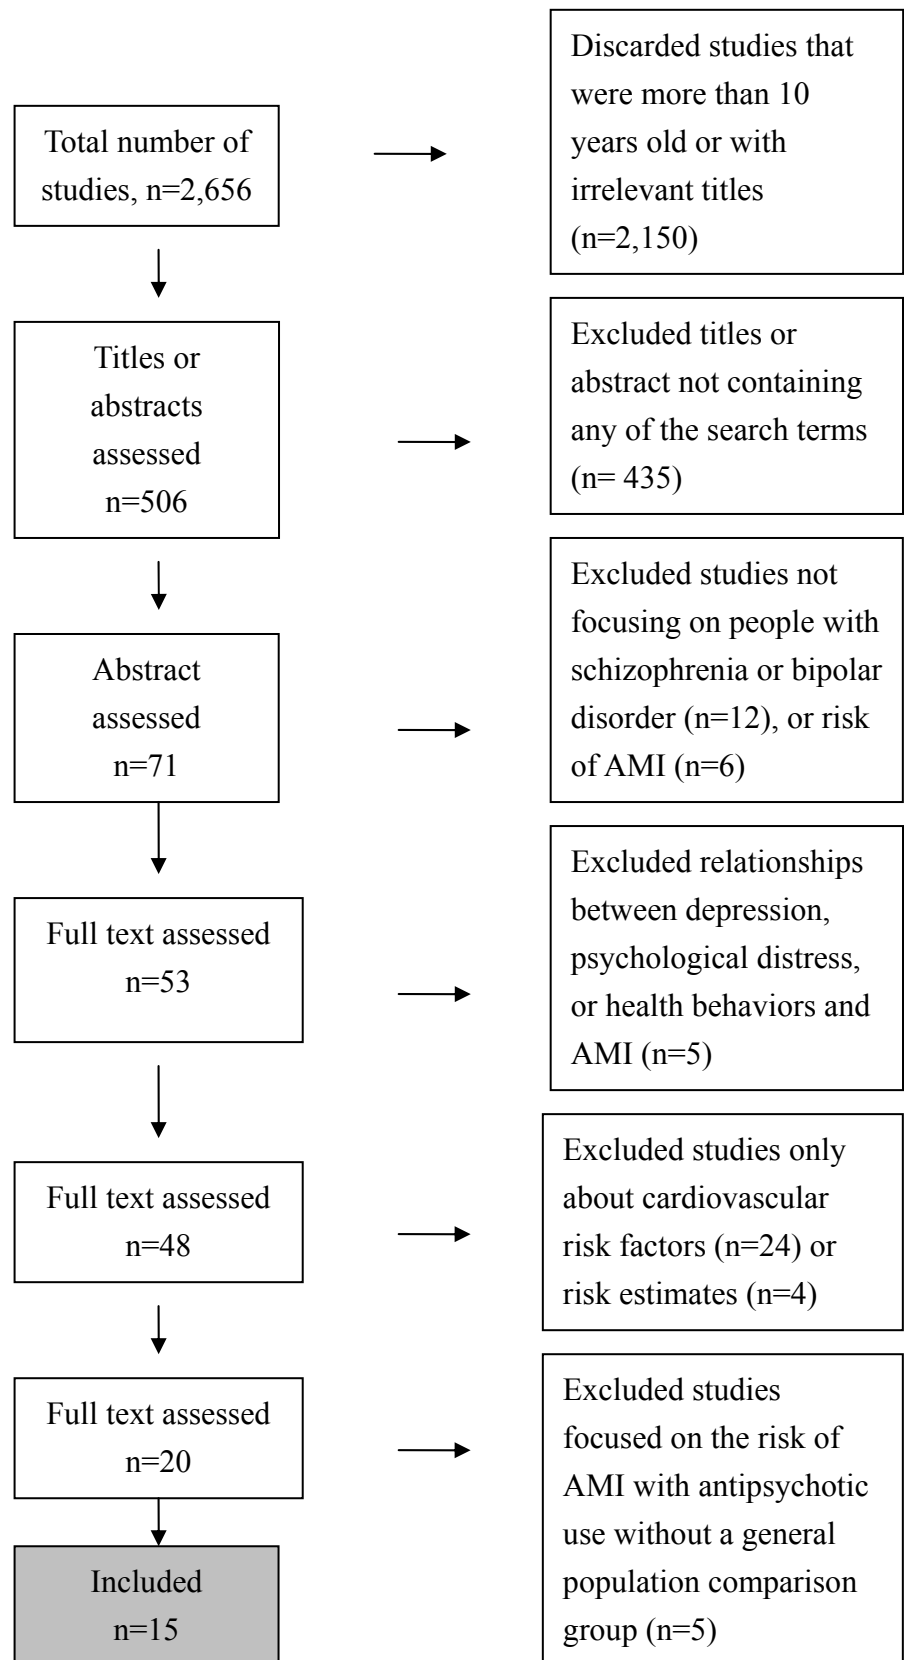 Total number of
studies, n=2,656
Discarded studies that
were more than 10
years old or with
irrelevant titles
(n=2,150)
Titles or
abstracts
assessed
n=506
Excluded titles or
abstract not containing
any of the search terms
(n= 435)
Abstract
assessed
n=71
Excluded studies not
focusing on people with
schizophrenia or bipolar
disorder (n=12), or risk
of AMI (n=6)
Full text assessed
n=53
Excluded relationships
between depression,
psychological distress,
or health behaviors and
AMI (n=5)
Full text assessed
n=48
Excluded studies only
about cardiovascular
risk factors (n=24) or
risk estimates (n=4)
Full text assessed
n=20
Excluded studies
focused on the risk of
AMI with antipsychotic
use without a general
population comparison
group (n=5)
Included
n=15